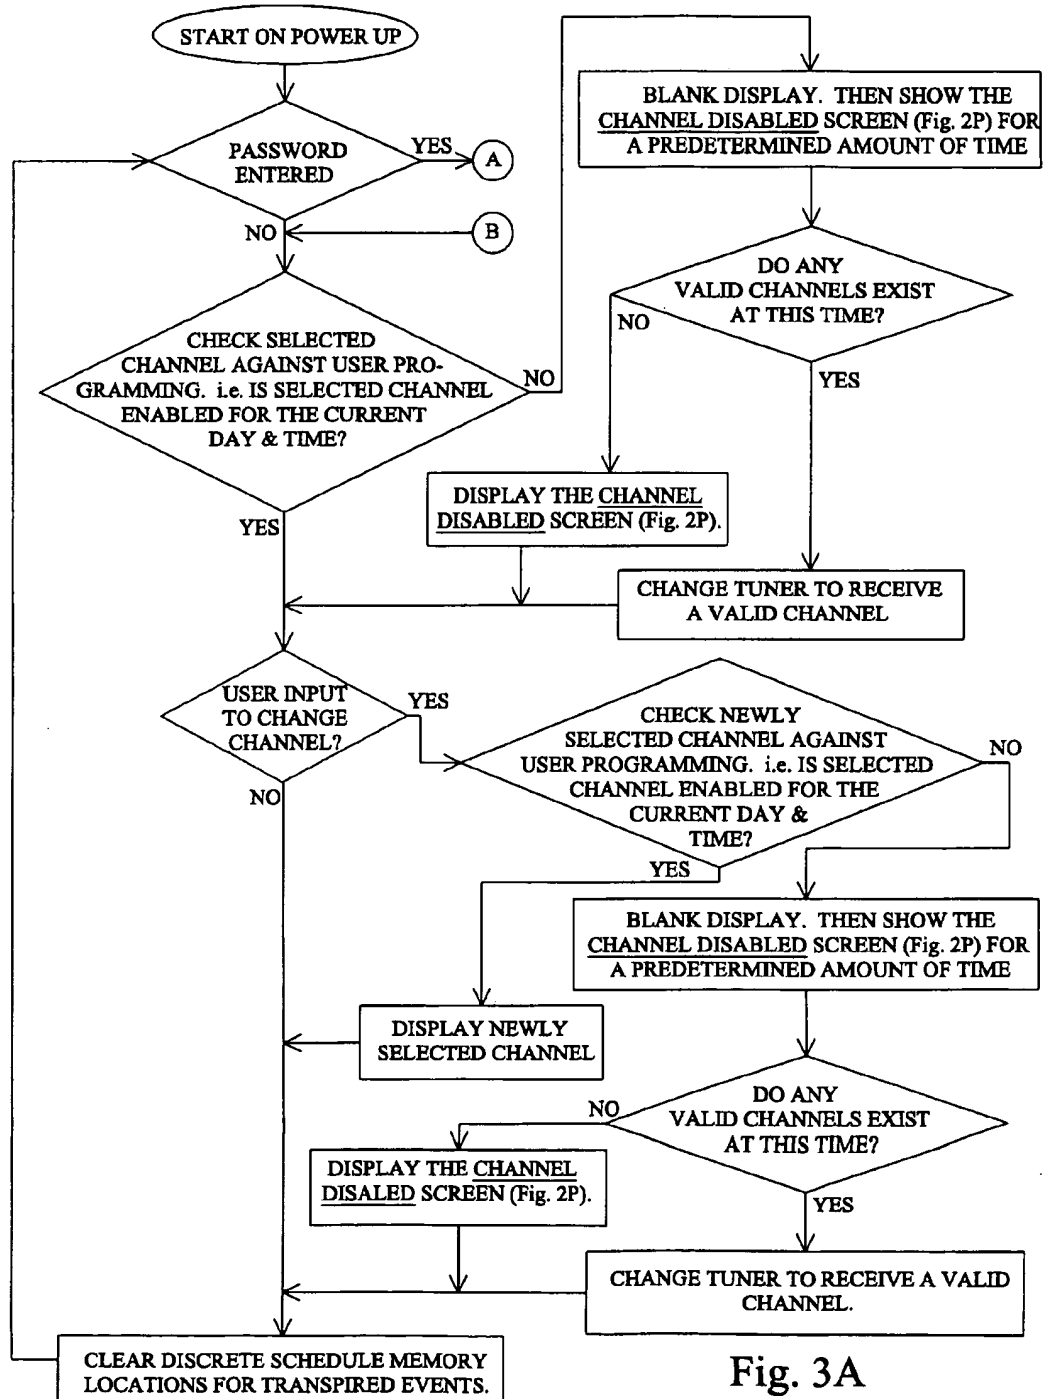 START ON POWER UP
PASSWORD
ENTERED
YES
A
NO
B
CHECK SELECTED
CHANNEL AGAINST USER PRO-
GRAMMING. i.e. IS SELECTED CHANNEL
ENABLED FOR THE CURRENT
DAY & TIME?
NO
YES
BLANK DISPLAY. THEN SHOW THE
CHANNEL DISABLED SCREEN (Fig. 2P) FOR
A PREDETERMINED AMOUNT OF TIME
DO ANY
VALID CHANNELS EXIST
AT THIS TIME?
NO
YES
DISPLAY THE CHANNEL
DISABLED SCREEN (Fig. 2P).
CHANGE TUNER TO RECEIVE
A VALID CHANNEL
USER INPUT
TO CHANGE
CHANNEL?
YES
NO
CHECK NEWLY
SELECTED CHANNEL AGAINST
USER PROGRAMMING. i.e. IS SELECTED
CHANNEL ENABLED FOR THE
CURRENT DAY &
TIME?
NO
YES
BLANK DISPLAY. THEN SHOW THE
CHANNEL DISABLED SCREEN (Fig. 2P) FOR
A PREDETERMINED AMOUNT OF TIME
DISPLAY NEWLY
SELECTED CHANNEL
DO ANY
VALID CHANNELS EXIST
AT THIS TIME?
NO
YES
DISPLAY THE CHANNEL
DISALED SCREEN (Fig. 2P).
CHANGE TUNER TO RECEIVE A VALID
CHANNEL.
CLEAR DISCRETE SCHEDULE MEMORY
LOCATIONS FOR TRANSPIRED EVENTS.
Fig. 3A